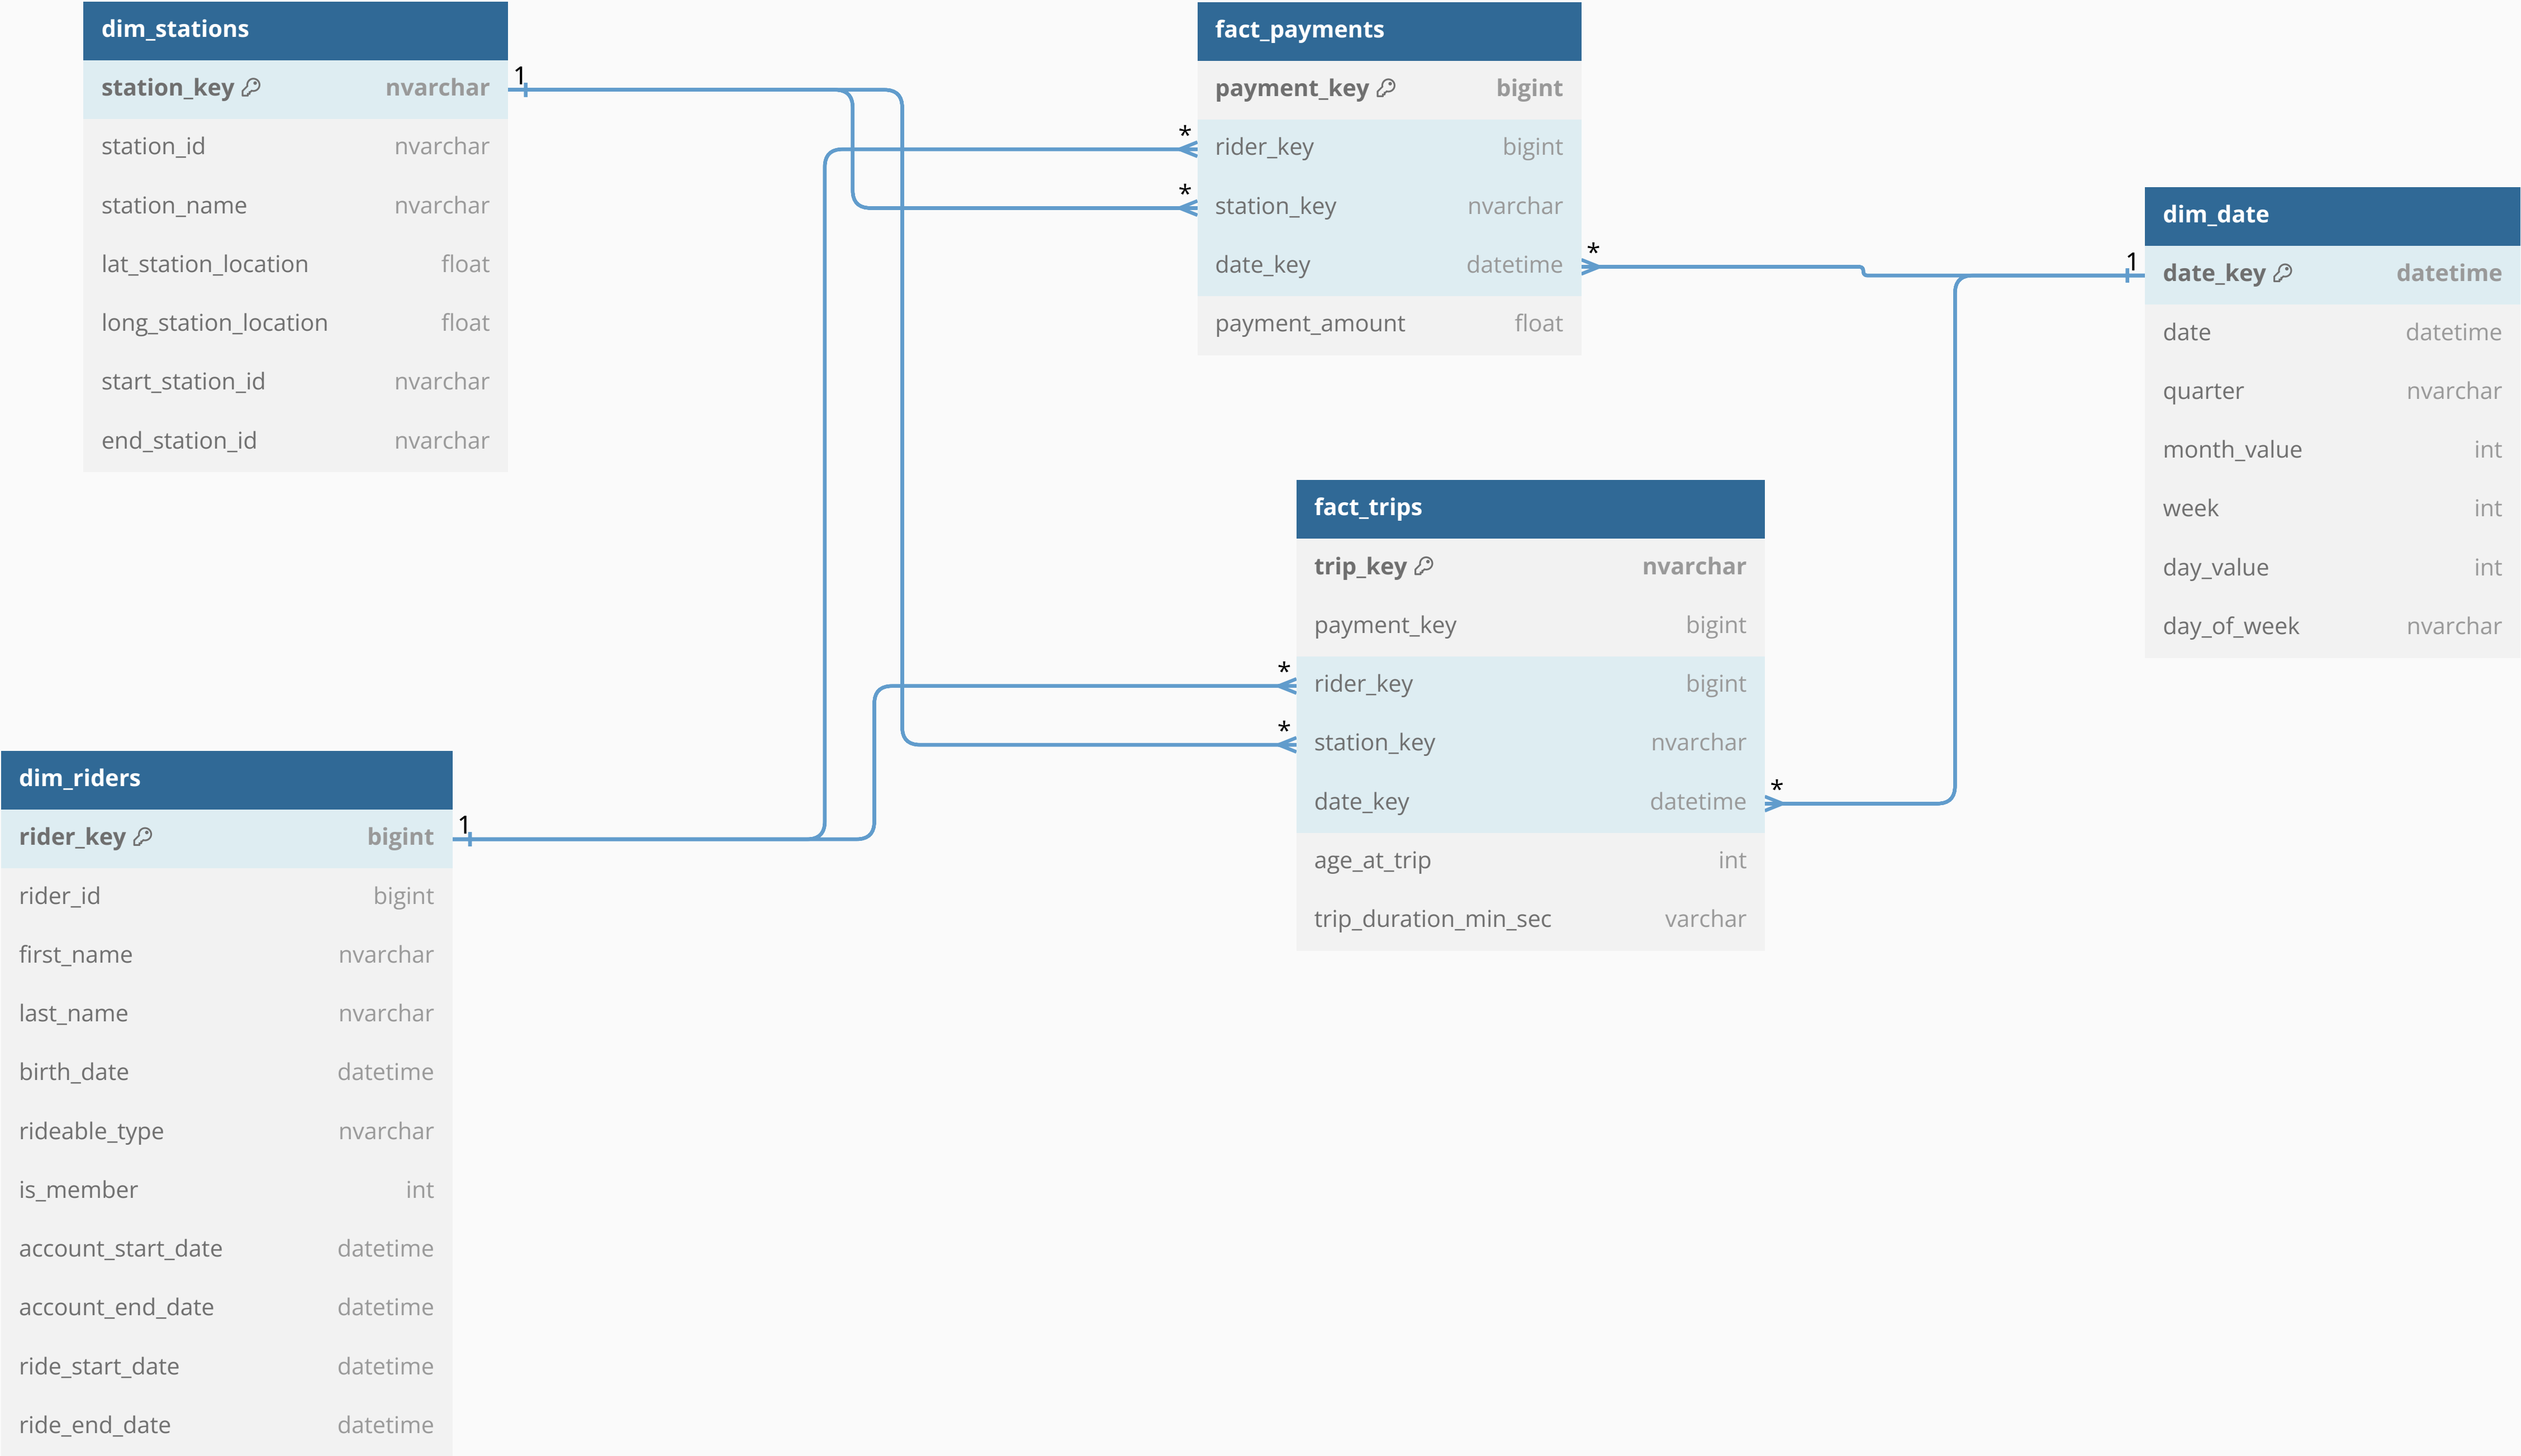 dim_stations
station_key nvarchar
station_id nvarchar
station_name nvarchar
lat_station_location float
long_station_location float
start_station_id nvarchar
end_station_id nvarchar
1
fact_payments
payment_key bigint
* rider_key bigint
* station_key nvarchar
date_key datetime *
payment_amount float
dim_date
1 date_key datetime
date datetime
quarter nvarchar
month_value int
week int
day_value int
day_of_week nvarchar
fact_trips
trip_key nvarchar
payment_key bigint
* rider_key bigint
* station_key nvarchar
date_key datetime *
age_at_trip int
trip_duration_min_sec varchar
dim_riders
rider_key bigint 1
rider_id bigint
first_name nvarchar
last_name nvarchar
birth_date datetime
rideable_type nvarchar
is_member int
account_start_date datetime
account_end_date datetime
ride_start_date datetime
ride_end_date datetime